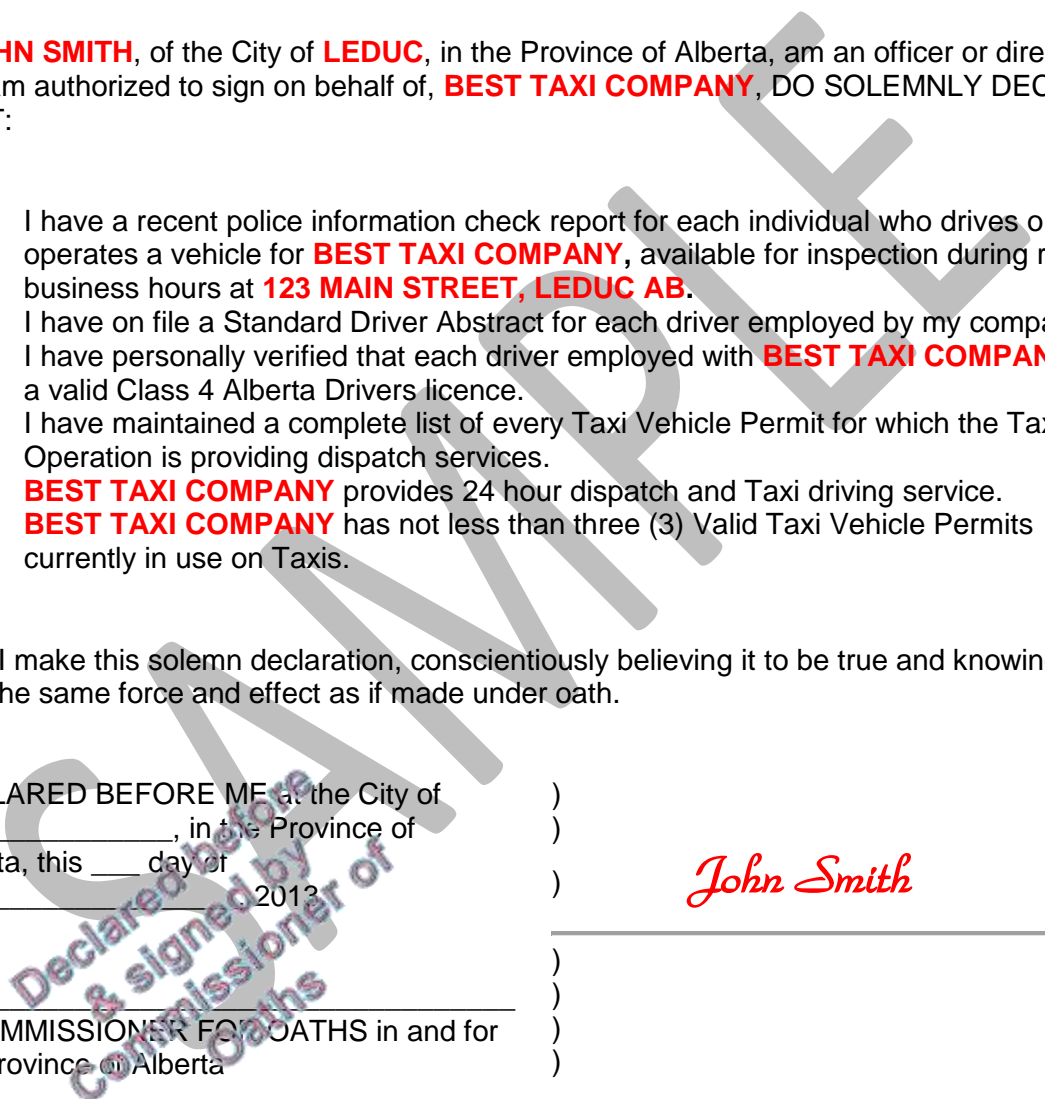 HN SMITH, of the City of LEDUC, in the Province of Alberta, am an officer or dire
m authorized to sign on behalf of, BEST TAXI COMPANY, DO SOLEMNLY DEC
T:
I have a recent police information check report for each individual who drives o
operates a vehicle for BEST TAXI COMPANY, available for inspection during r
business hours at 123 MAIN STREET, LEDUC AB.
I have on file a Standard Driver Abstract for each driver employed by my compa
I have personally verified that each driver employed with BEST TAXI COMPAN
a valid Class 4 Alberta Drivers licence.
I have maintained a complete list of every Taxi Vehicle Permit for which the Tax
Operation is providing dispatch services.
BEST TAXI COMPANY provides 24 hour dispatch and Taxi driving service.
BEST TAXI COMPANY has not less than three (3) Valid Taxi Vehicle Permits
currently in use on Taxis.
I make this solemn declaration, conscientiously believing it to be true and knowin
he same force and effect as if made under oath.
LARED BEFORE ME at the City of )
____________, in the Province of )
ta, this ___ day of
_______________, 2013 )
John Smith
)
)
MMISSIONER FOR OATHS in and for )
rovince of Alberta )
Declared before
& signed by
Commissioner of
Oaths
SAMPLE